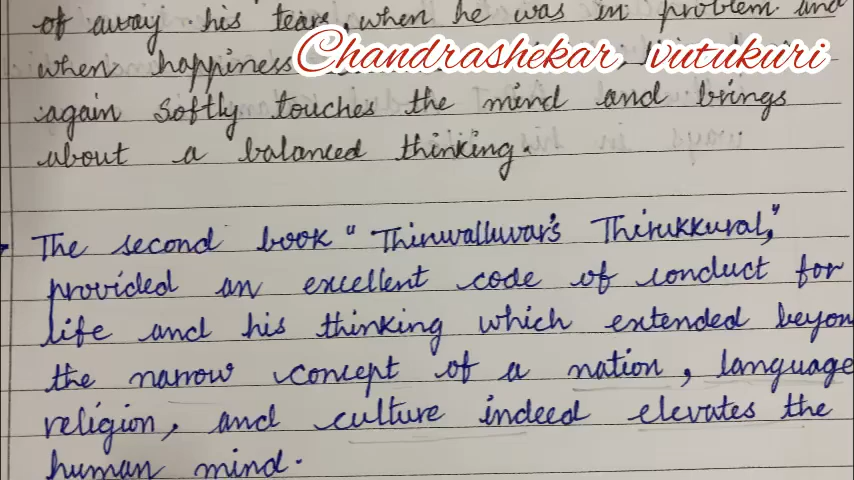 of away his tears, when he was in problem and
when happiness
Chandrashekar vutukuri
again softly touches the mind and brings
about a balanced thinking.
The second book "Thiruvalluvar's Thirukkural,"
provided an excellent code of conduct for
life and his thinking which extended beyon
the narrow concept of a nation, language
religion, and culture indeed elevates the
human mind.